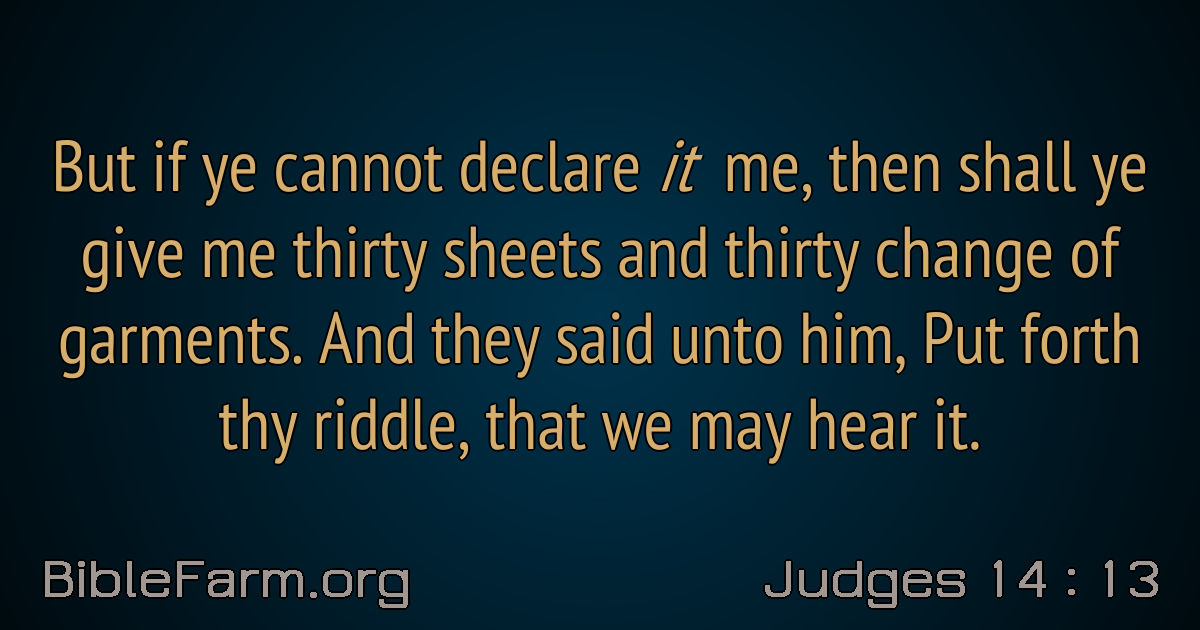 But if ye cannot declare it me, then shall ye
give me thirty sheets and thirty change of
garments. And they said unto him, Put forth
thy riddle, that we may hear it.
BibleFarm.org
Judges 14 : 13